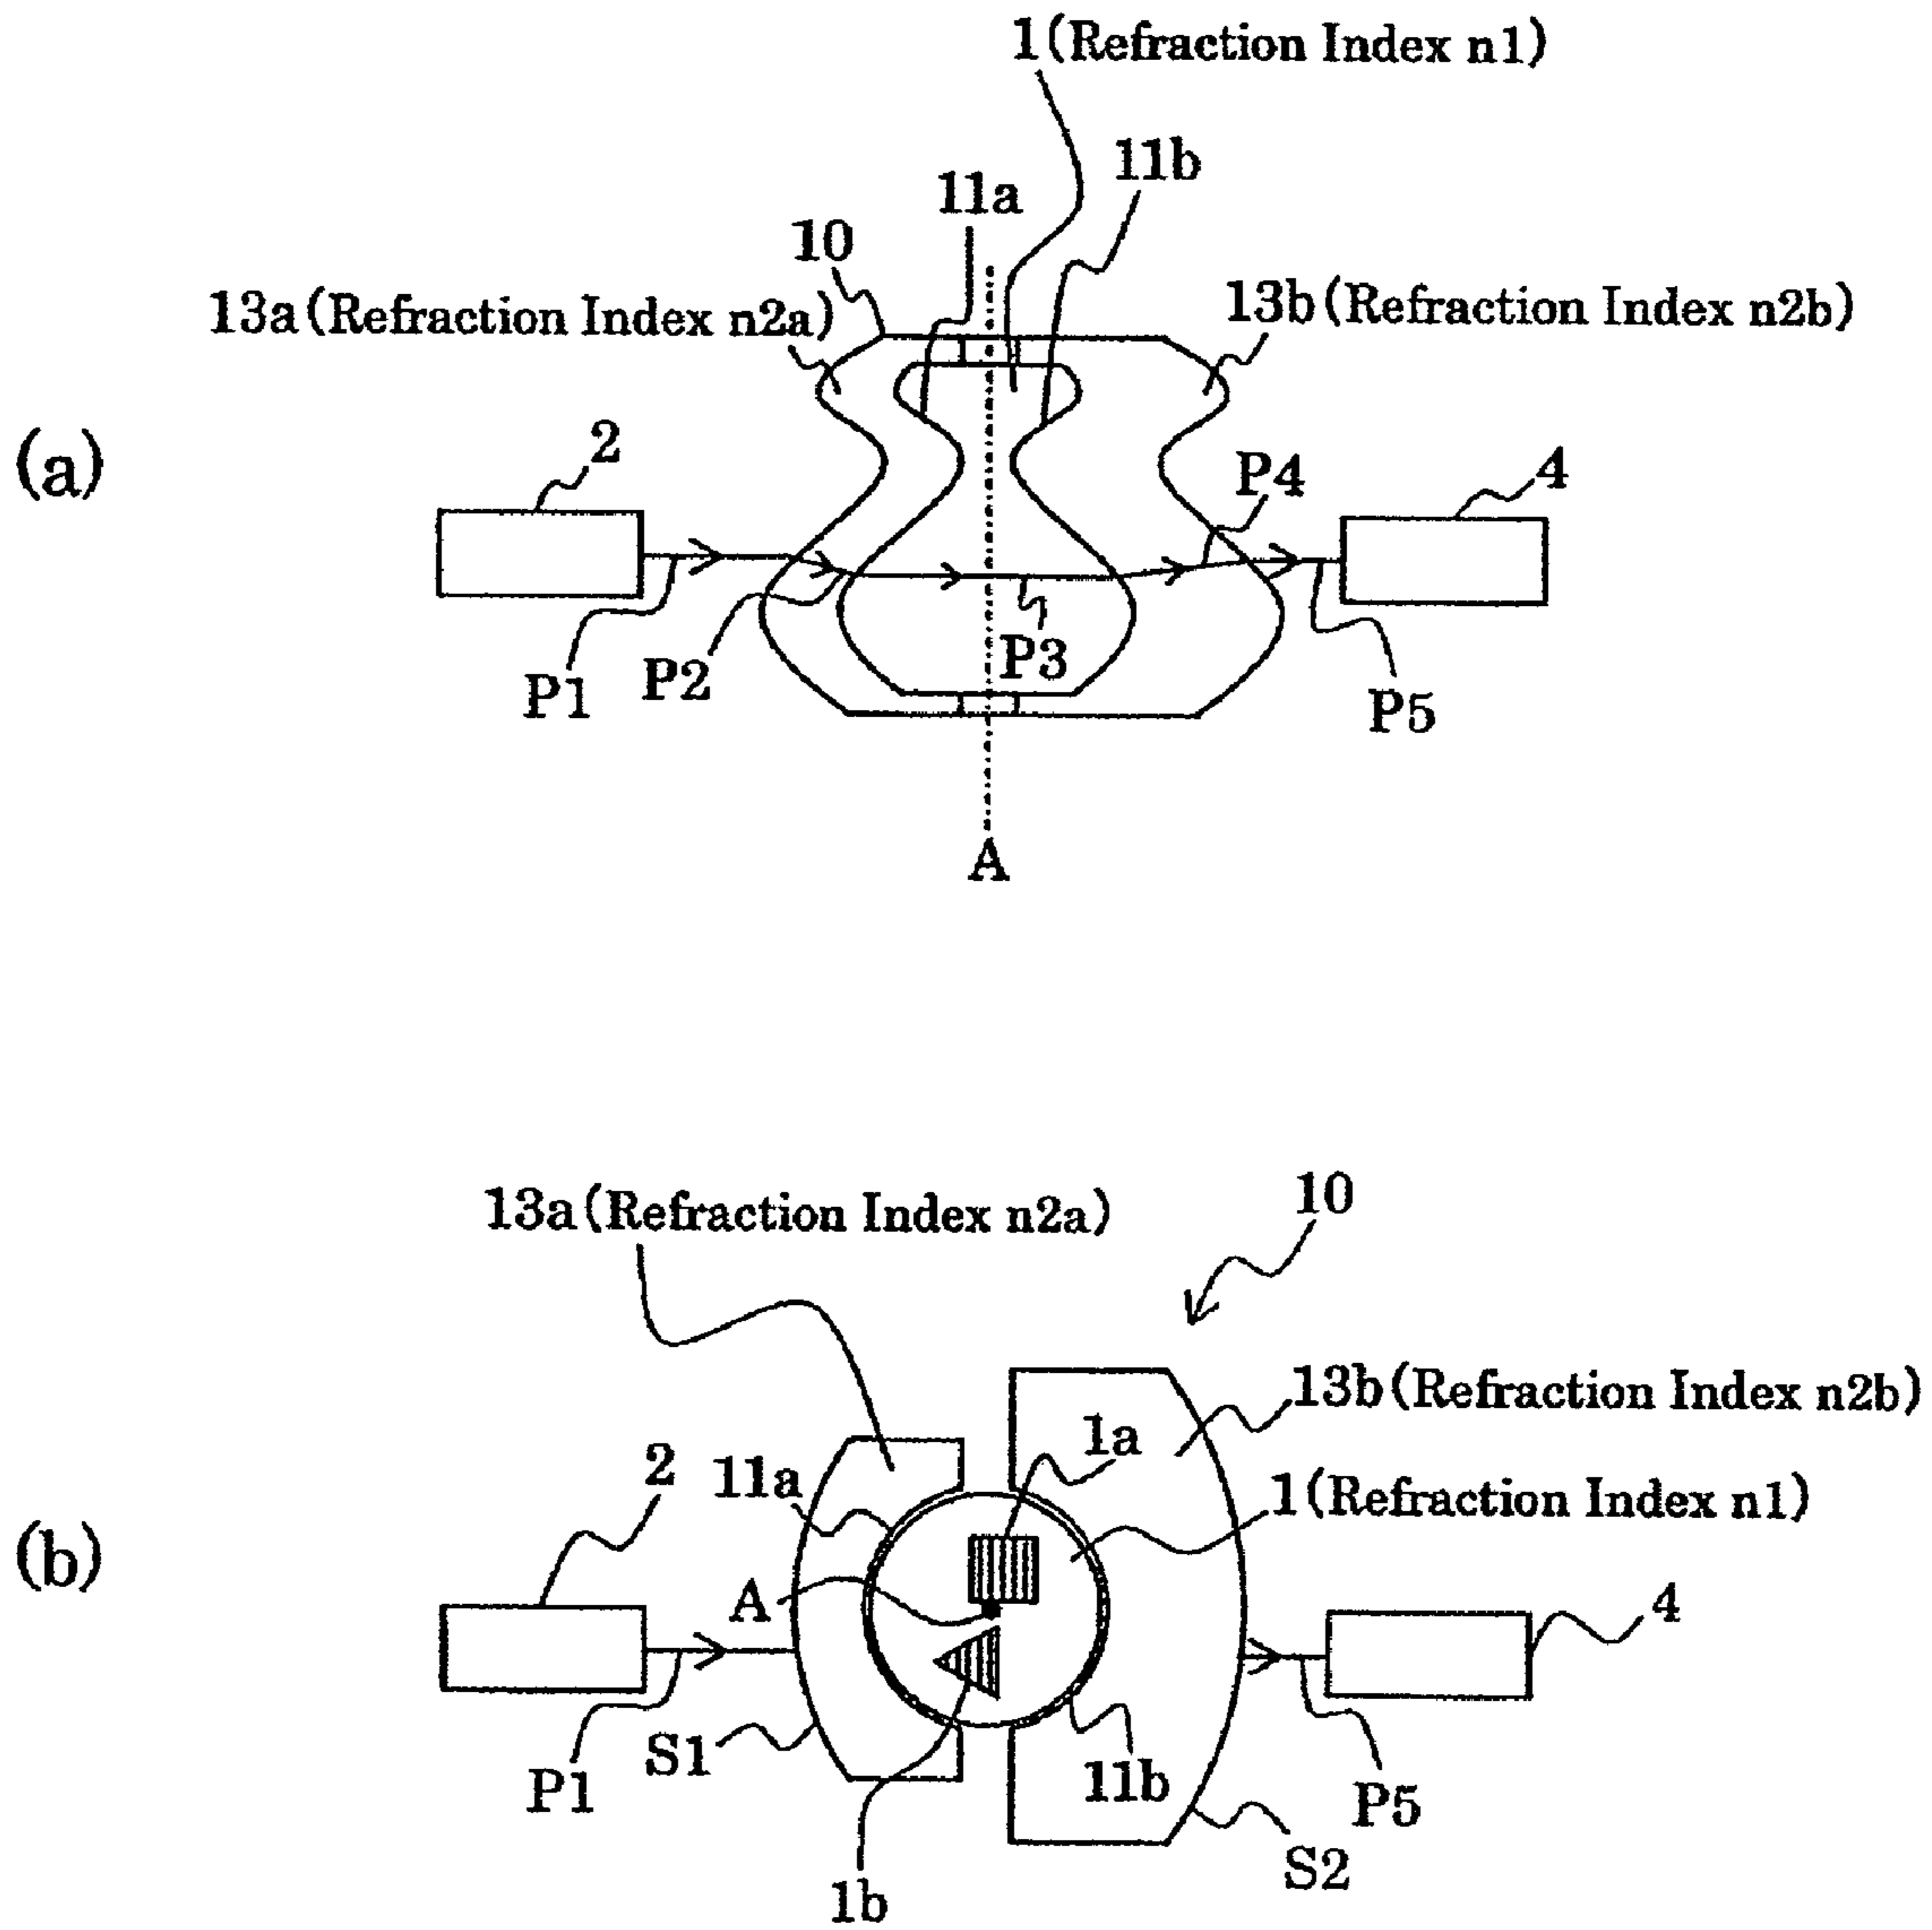 1(Refraction Index n1)
11b
11a
10
13a(Refraction Index n2a)
13b(Refraction Index n2b)
(a)
2
P4
4
P1
P2
P3
P5
A
13a(Refraction Index n2a)
10
13b(Refraction Index n2b)
1a
2
11a
1(Refraction Index n1)
(b)
A
4
P1
S1
11b
P5
S2
1b